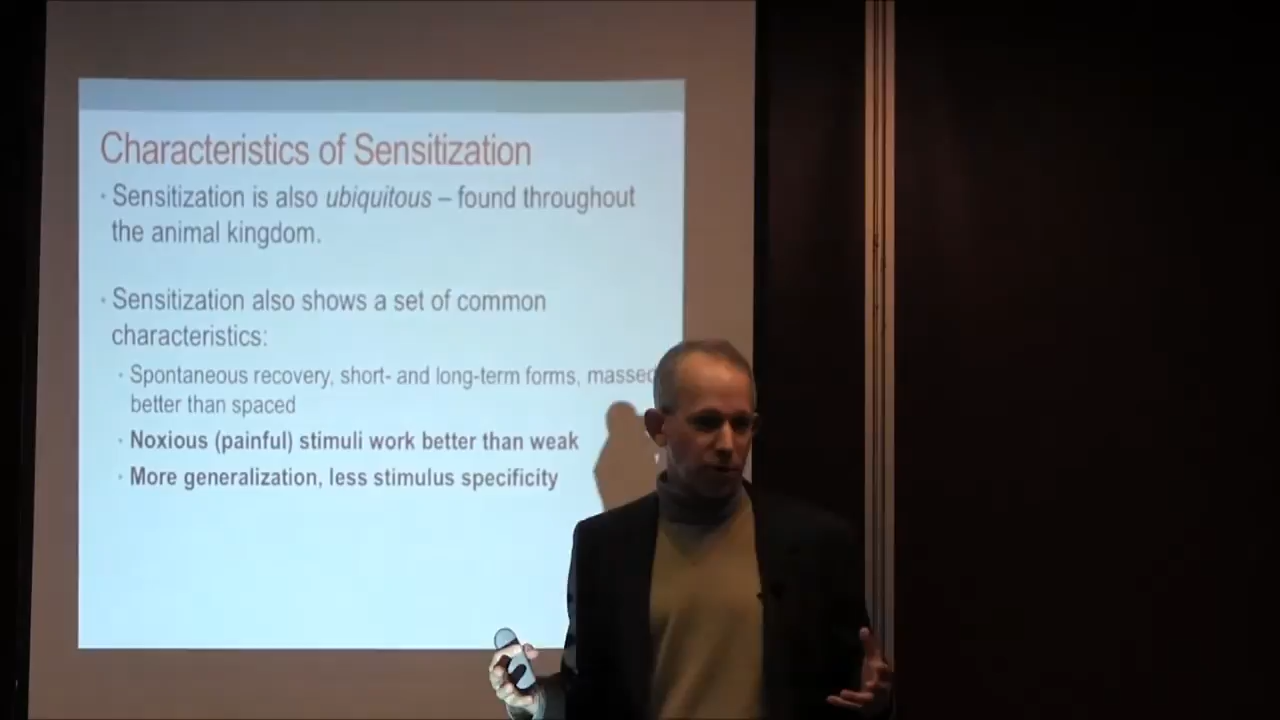 Characteristics of Sensitization
· Sensitization is also ubiquitous – found throughout
the animal kingdom.
· Sensitization also shows a set of common
characteristics:
· Spontaneous recovery, short- and long-term forms, massed
better than spaced
· Noxious (painful) stimuli work better than weak
· More generalization, less stimulus specificity